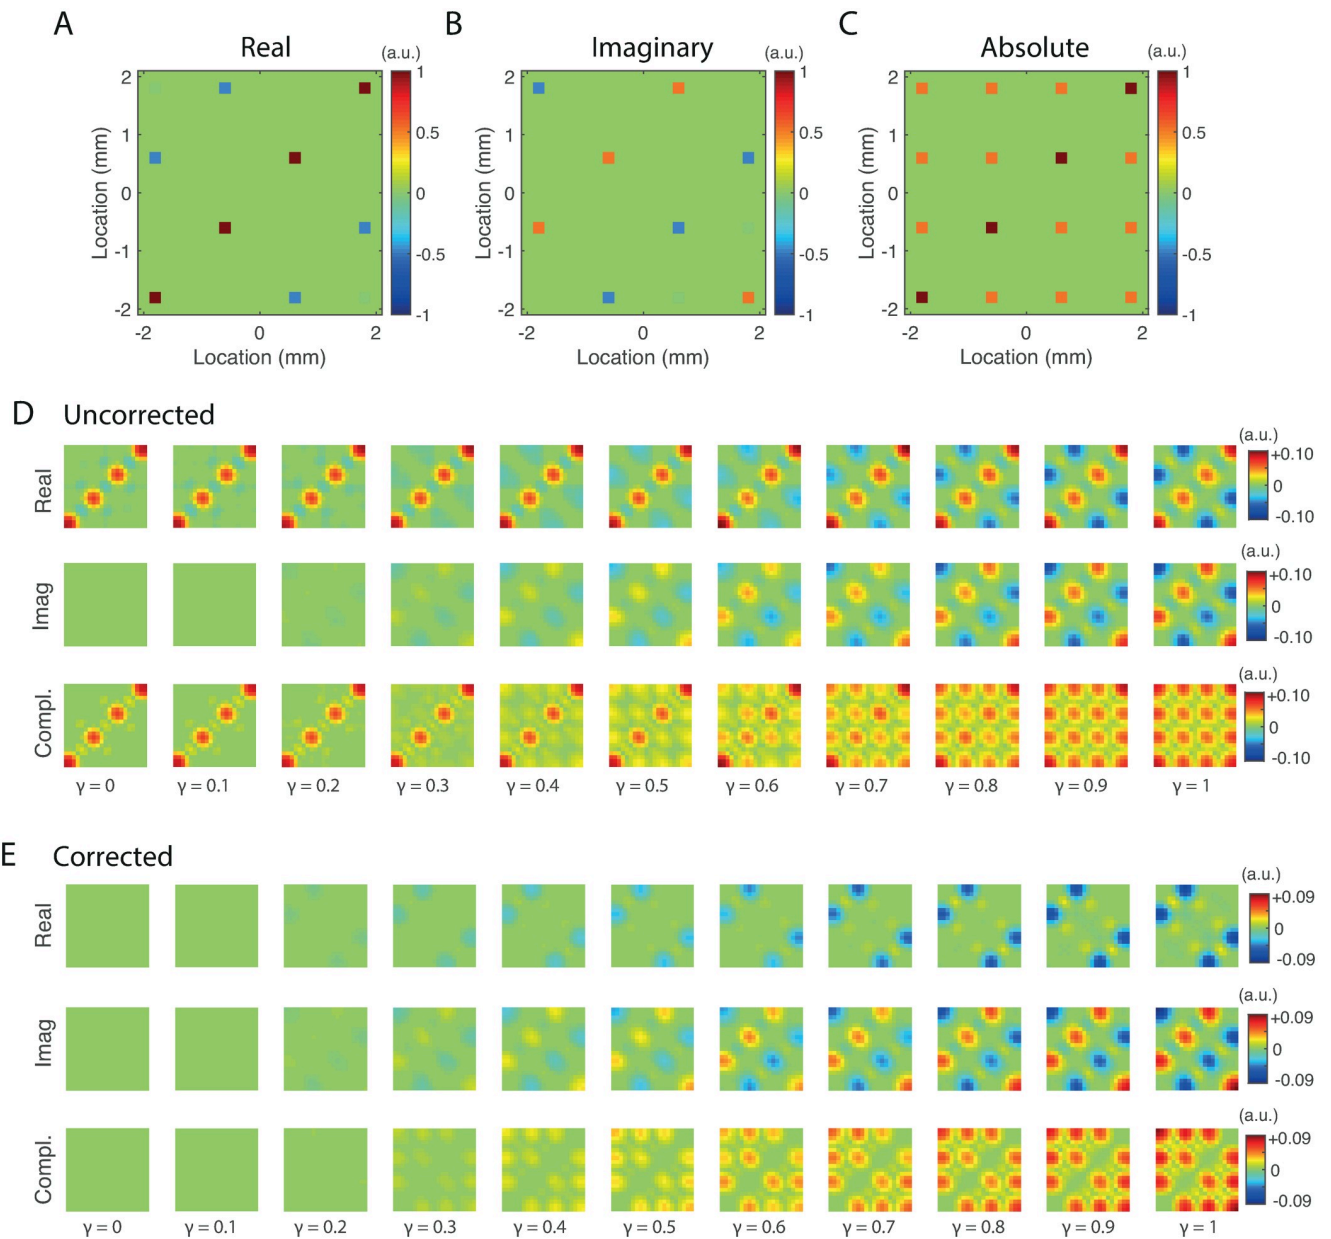 A
Real
(a.u.)
B
Imaginary
(a.u.)
C
Absolute
(a.u.)
2
1
0
-1
-2
Location (mm)
-2
0
2
Location (mm)
1
0.5
0
-0.5
-1
2
1
0
-1
-2
Location (mm)
-2
0
2
Location (mm)
1
0.5
0
-0.5
-1
2
1
0
-1
-2
Location (mm)
-2
0
2
Location (mm)
1
0.5
0
-0.5
-1
D Uncorrected
Real
(a.u.)
+0.10
0
-0.10
Imag
(a.u.)
+0.10
0
-0.10
Compl.
(a.u.)
+0.10
0
-0.10
γ = 0 γ = 0.1 γ = 0.2 γ = 0.3 γ = 0.4 γ = 0.5 γ = 0.6 γ = 0.7 γ = 0.8 γ = 0.9 γ = 1
E Corrected
Real
(a.u.)
+0.09
0
-0.09
Imag
(a.u.)
+0.09
0
-0.09
Compl.
(a.u.)
+0.09
0
-0.09
γ = 0 γ = 0.1 γ = 0.2 γ = 0.3 γ = 0.4 γ = 0.5 γ = 0.6 γ = 0.7 γ = 0.8 γ = 0.9 γ = 1